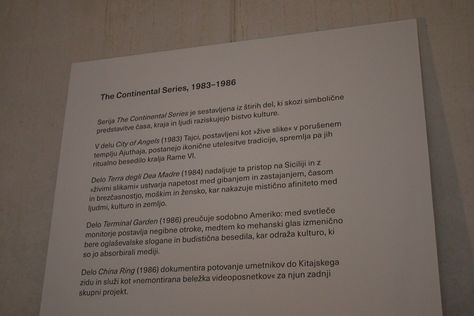 The Continental Series, 1983–1986
Serija The Continental Series je sestavljena iz štirih del, ki skozi simbolične
predstavitve časa, kraja in ljudi raziskujejo bistvo kulture.
V delu City of Angels (1983) Tajci, postavljeni kot »žive slike« v porušenem
templju Ajuthaja, postanejo ikonične utelesitve tradicije, spremlja pa jih
ritualno besedilo kralja Rame VI.
Delo Terra degli Dea Madre (1984) nadaljuje ta pristop na Siciliji in z
»živimi slikami« ustvarja napetost med gibanjem in zastajanjem, časom
in brezčasnostjo, moškim in žensko, kar nakazuje mistično afiniteto med
ljudmi, kulturo in zemljo.
Delo Terminal Garden (1986) preučuje sodobno Ameriko: med svetleče
monitorje postavlja negibne otroke, medtem ko mehanski glas izmenično
bere oglaševalske slogane in budistična besedila, kar odraža kulturo, ki
so jo absorbirali mediji.
Delo China Ring (1986) dokumentira potovanje umetnikov do Kitajskega
zidu in služi kot »nemontirana beležka videoposnetkov« za njun zadnji
skupni projekt.